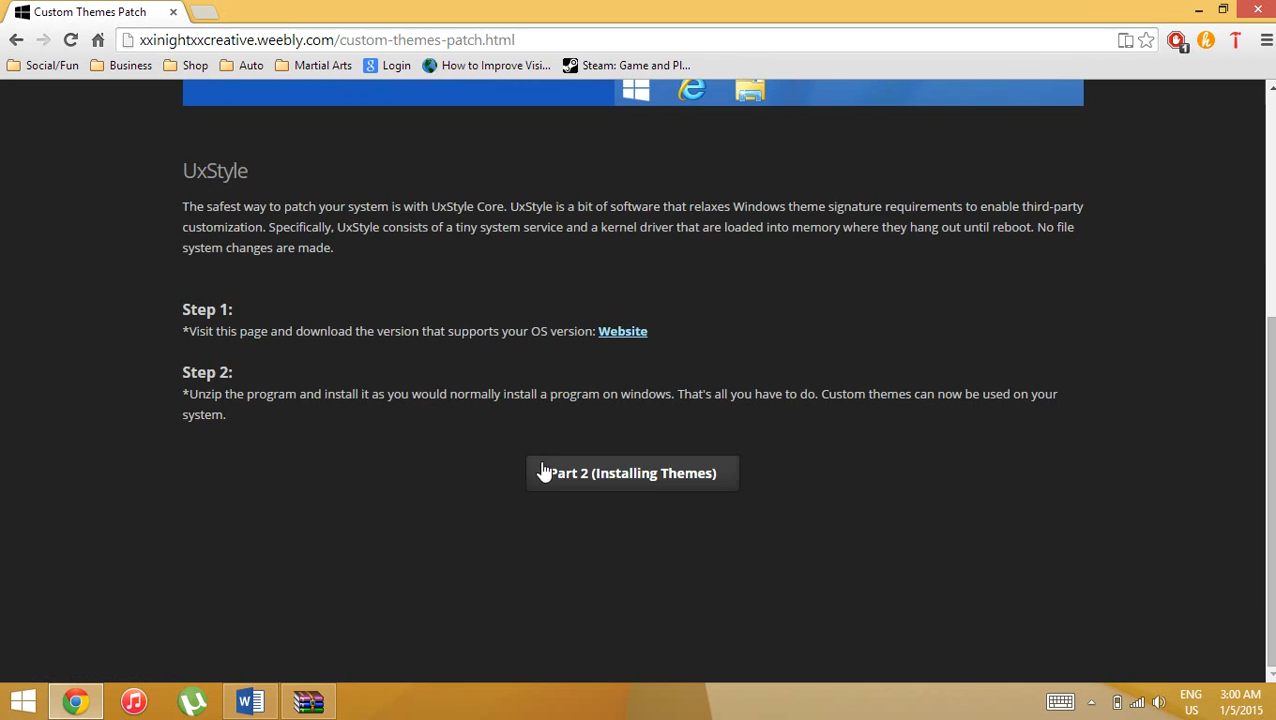 Custom Themes Patch
xxinightxxcreative.weebly.com/custom-themes-patch.html
Social/Fun Business Shop Auto Martial Arts Login How to Improve Visi... Steam: Game and Pl...
UxStyle
The safest way to patch your system is with UxStyle Core. UxStyle is a bit of software that relaxes Windows theme signature requirements to enable third-party
customization. Specifically, UxStyle consists of a tiny system service and a kernel driver that are loaded into memory where they hang out until reboot. No file
system changes are made.
Step 1:
*Visit this page and download the version that supports your OS version: Website
Step 2:
*Unzip the program and install it as you would normally install a program on windows. That's all you have to do. Custom themes can now be used on your
system.
Part 2 (Installing Themes)
ENG 3:00 AM
US 1/5/2015